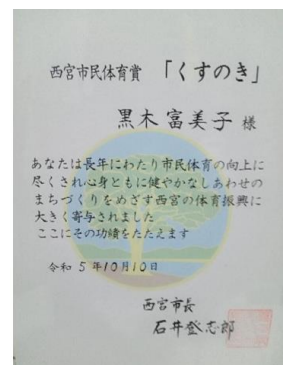 西宮市民体育賞 「くすのき」
黒木富美子 様
あなたは長年にわたり市民体育の向上に
尽くされ心身ともに健やかなしあわせの
まちづくりをめざす西宮の体育振興に
大きく寄与されました
ここにその功績をたたえます
令和5年10月10日
西宮市長
石井登志郎